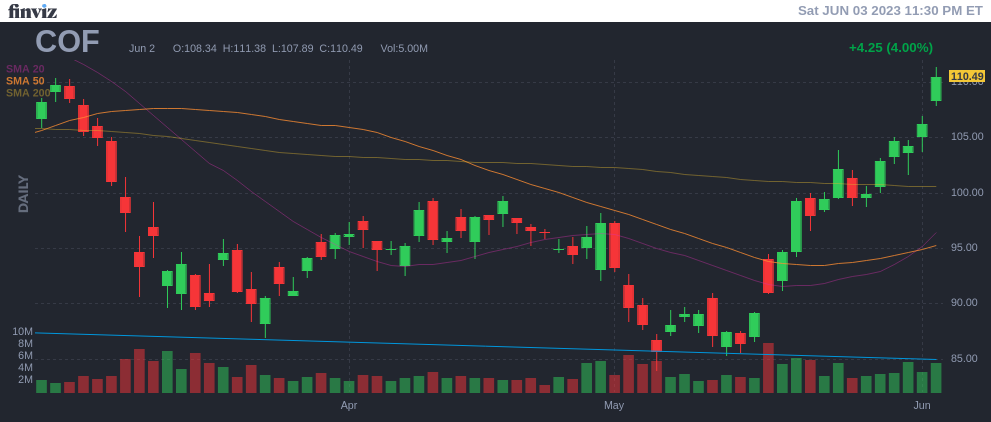 finviz
Sat JUN 03 2023 11:30 PM ET
COF
Jun 2 O:108.34 H:111.38 L:107.89 C:110.49 Vol:5.00M
+4.25 (4.00%)
SMA 20
SMA 50
SMA 200
110.49
110.00
105.00
100.00
95.00
90.00
85.00
DAILY
10M
8M
6M
4M
2M
Apr
May
Jun